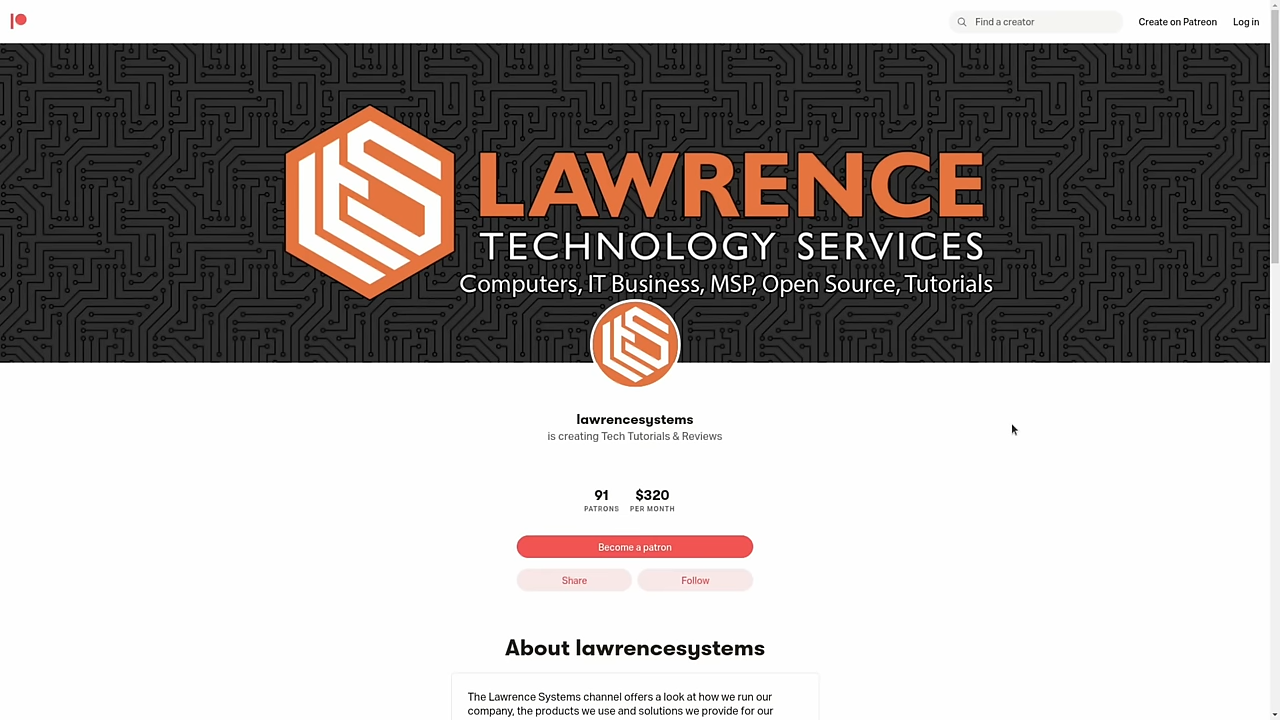 Find a creator
Create on Patreon
Log in
LTS
LAWRENCE
TECHNOLOGY SERVICES
Computers, IT Business, MSP, Open Source, Tutorials
LTS
lawrencesystems
is creating Tech Tutorials & Reviews
91 $320
PATRONS PER MONTH
Become a patron
Share Follow
About lawrencesystems
The Lawrence Systems channel offers a look at how we run our
company, the products we use and solutions we provide for our